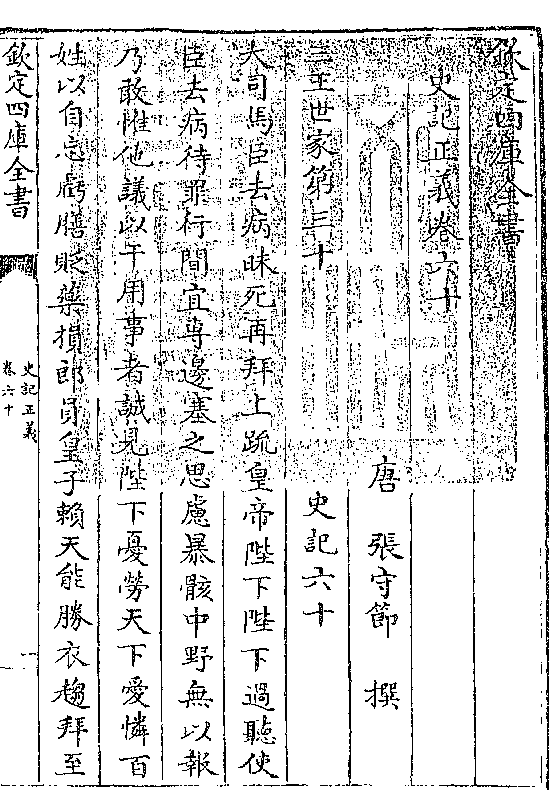 欽定四庫全書
史記正義卷六十
唐 張守節 撰
三王世家第三十 史記六十
大司馬臣去病昧死再拜上疏皇帝陛下陛下過聽使
臣去病待罪行間宜專邊塞之思慮暴骸中野無以報
乃敢惟他議以干用事者誠見陛下憂勞天下哀憐百
姓以自忘虧膳貶樂損郎員皇子賴天能勝衣趨拜至
欽定四庫全書
史記正義
卷六十
一